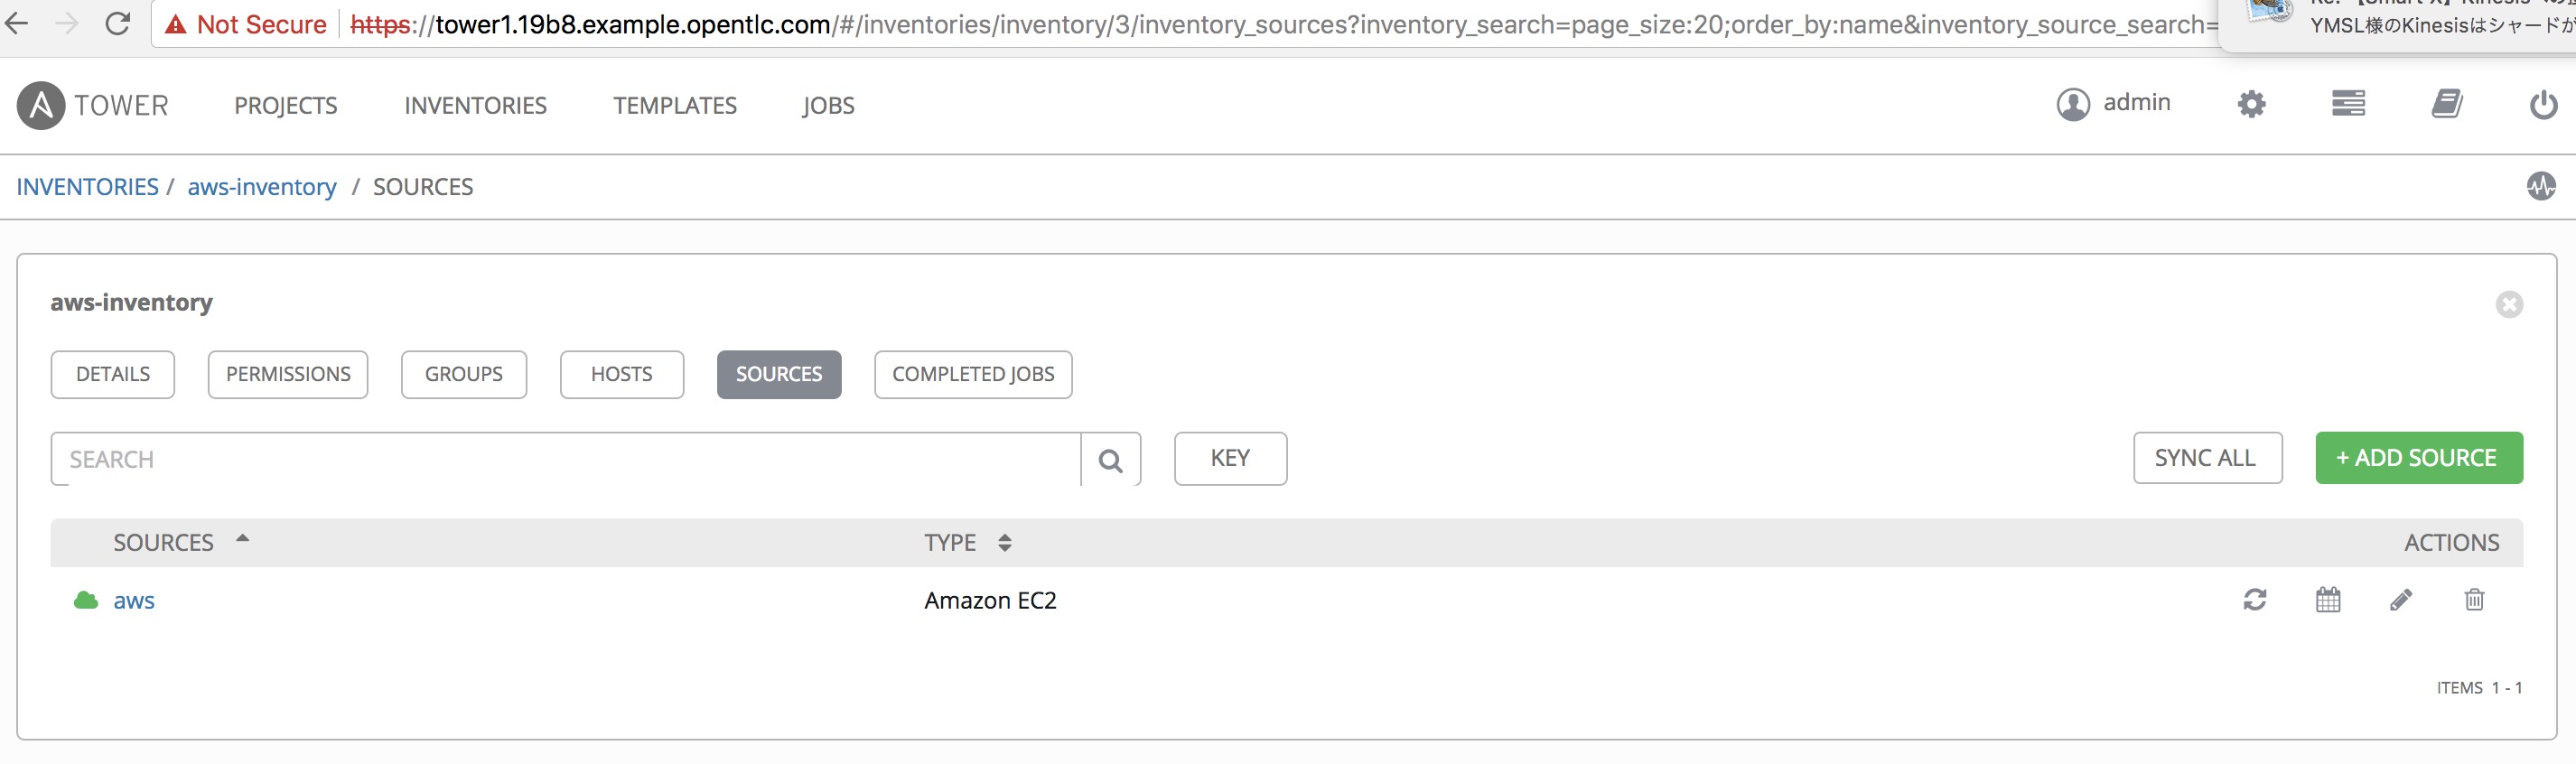 Not Secure https://tower1.19b8.example.opentlc.com/#/inventories/inventory/3/inventory_sources?inventory_search=page_size:20;order_by:name&inventory_source_search=
YMSL様のKinesisはシャードが
TOWER PROJECTS INVENTORIES TEMPLATES JOBS admin
INVENTORIES / aws-inventory / SOURCES
aws-inventory
DETAILS PERMISSIONS GROUPS HOSTS SOURCES COMPLETED JOBS
SEARCH KEY SYNC ALL + ADD SOURCE
SOURCES TYPE ACTIONS
aws Amazon EC2
ITEMS 1 - 1